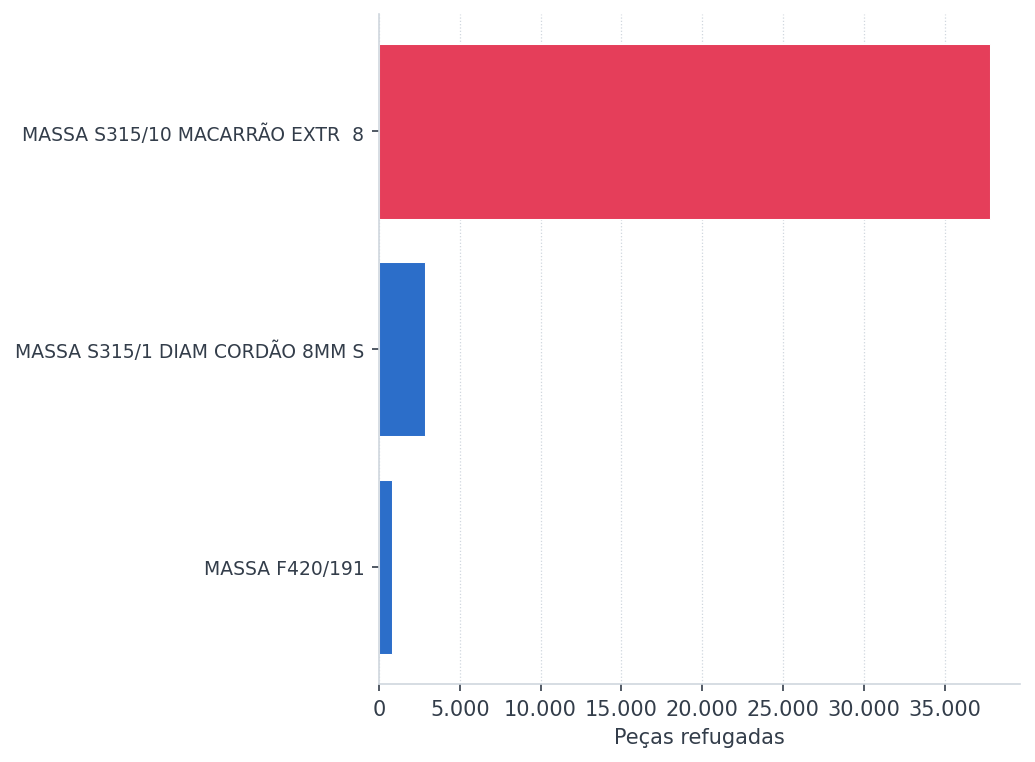 MASSA S315/10 MACARRÃO EXTR  8
MASSA S315/1 DIAM CORDÃO 8MM S
MASSA F420/191
0 5.000 10.000 15.000 20.000 25.000 30.000 35.000
Peças refugadas